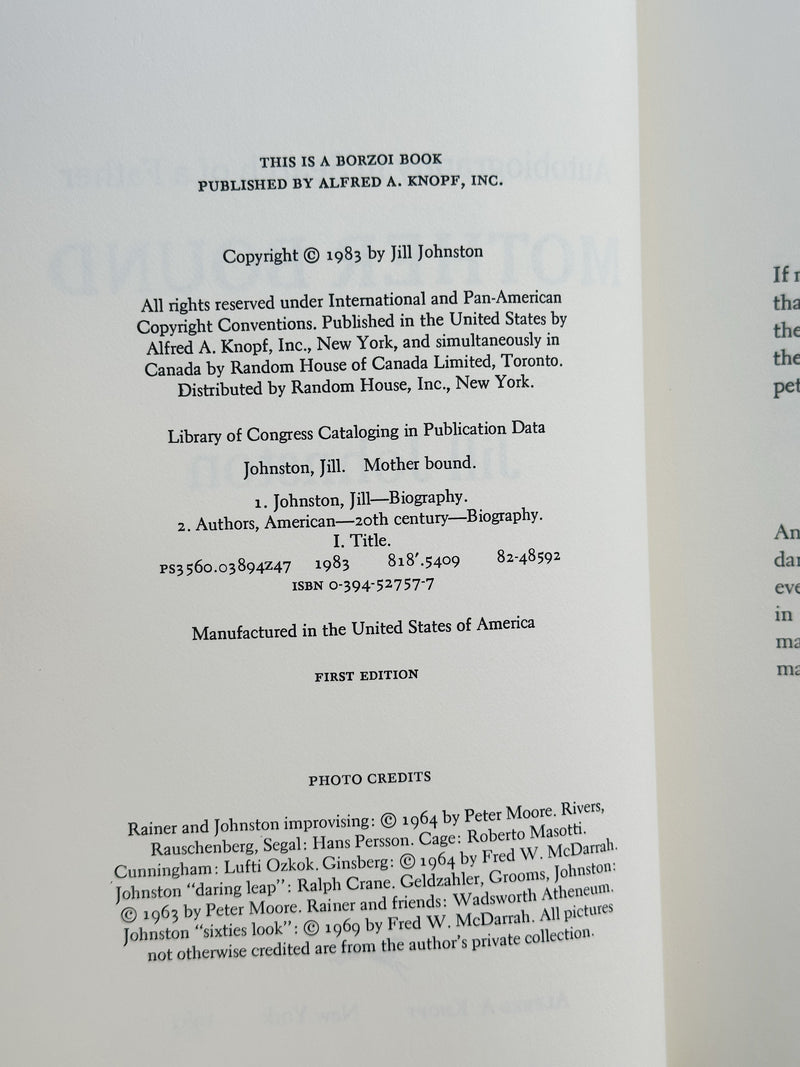 THIS IS A BORZOI BOOK
PUBLISHED BY ALFRED A. KNOPF, INC.
Copyright © 1983 by Jill Johnston
All rights reserved under International and Pan-American
Copyright Conventions. Published in the United States by
Alfred A. Knopf, Inc., New York, and simultaneously in
Canada by Random House of Canada Limited, Toronto.
Distributed by Random House, Inc., New York.
Library of Congress Cataloging in Publication Data
Johnston, Jill. Mother bound.
1. Johnston, Jill—Biography.
2. Authors, American—20th century—Biography.
I. Title.
PS3560.03894Z47 1983 818′.5409 82-48592
ISBN 0-394-52757-7
Manufactured in the United States of America
FIRST EDITION
PHOTO CREDITS
Rainer and Johnston improvising: © 1964 by Peter Moore. Rivers,
Rauschenberg, Segal: Hans Persson. Cage: Roberto Masotti.
Cunningham: Lufti Ozkok. Ginsberg: © 1964 by Fred W. McDarrah.
Johnston “daring leap”: Ralph Crane. Geldzahler, Grooms, Johnston:
© 1963 by Peter Moore. Rainer and friends: Wadsworth Atheneum.
Johnston “sixties look”: © 1969 by Fred W. McDarrah. All pictures
not otherwise credited are from the author’s private collection.
If
tha
the
the
pet
An
dar
eve
in
ma
ma